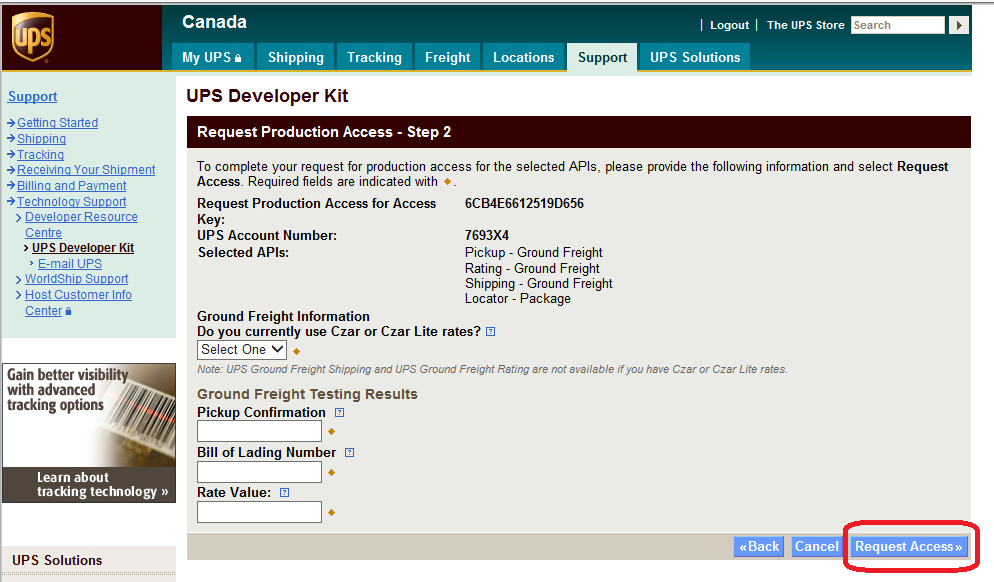 ups
Canada
| Logout | The UPS Store Search
My UPS Shipping Tracking Freight Locations Support UPS Solutions
Support
Getting Started
Shipping
Tracking
Receiving Your Shipment
Billing and Payment
Technology Support
Developer Resource
Centre
UPS Developer Kit
E-mail UPS
WorldShip Support
Host Customer Info
Center
Gain better visibility
with advanced
tracking options
Learn about
tracking technology »
UPS Solutions
UPS Developer Kit
Request Production Access - Step 2
To complete your request for production access for the selected APIs, please provide the following information and select Request
Access. Required fields are indicated with .
Request Production Access for Access 6CB4E6612519D656
Key:
UPS Account Number: 7693X4
Selected APIs: Pickup - Ground Freight
Rating - Ground Freight
Shipping - Ground Freight
Locator - Package
Ground Freight Information
Do you currently use Czar or Czar Lite rates? ?
Select One
Note: UPS Ground Freight Shipping and UPS Ground Freight Rating are not available if you have Czar or Czar Lite rates.
Ground Freight Testing Results
Pickup Confirmation ?
Bill of Lading Number ?
Rate Value: ?
«Back Cancel Request Access»